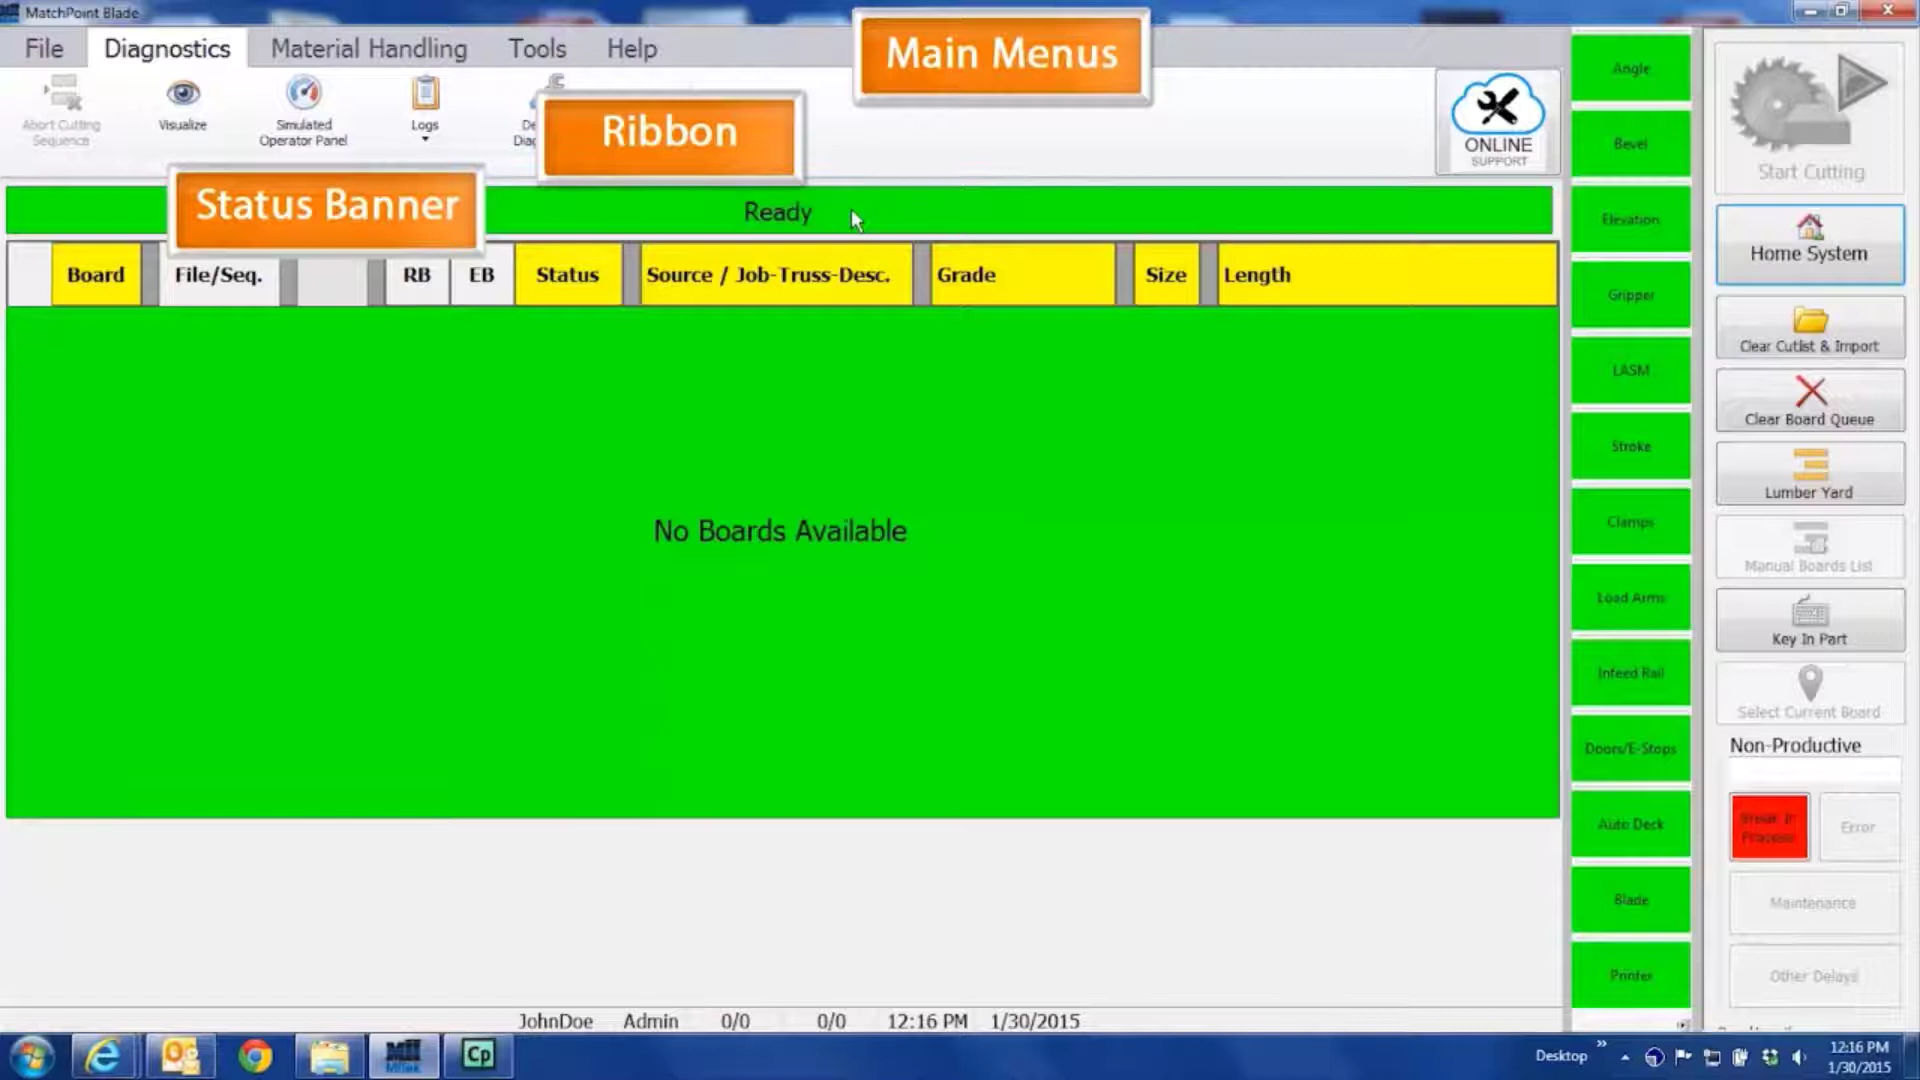 MatchPoint Blade
File Diagnostics Material Handling Tools Help
Main Menus
Abort Cutting
Sequence
Visualize
Simulated
Operator Panel
Logs
Ribbon
ONLINE
SUPPORT
Status Banner
Ready
Board File/Seq. RB EB Status Source / Job-Truss-Desc. Grade Size Length
No Boards Available
Angle
Bevel
Elevation
Gripper
LASM
Stroke
Clamps
Load Arms
Infeed Rail
Doors/E-Stops
Auto Deck
Blade
Printer
Start Cutting
Home System
Clear Cutlist & Import
Clear Board Queue
Lumber Yard
Manual Boards List
Key In Part
Select Current Board
Non-Productive
Break In
Process
Error
Maintenance
Other Delays
JohnDoe Admin 0/0 0/0 12:16 PM 1/30/2015
Cp
Desktop
12:16 PM
1/30/2015